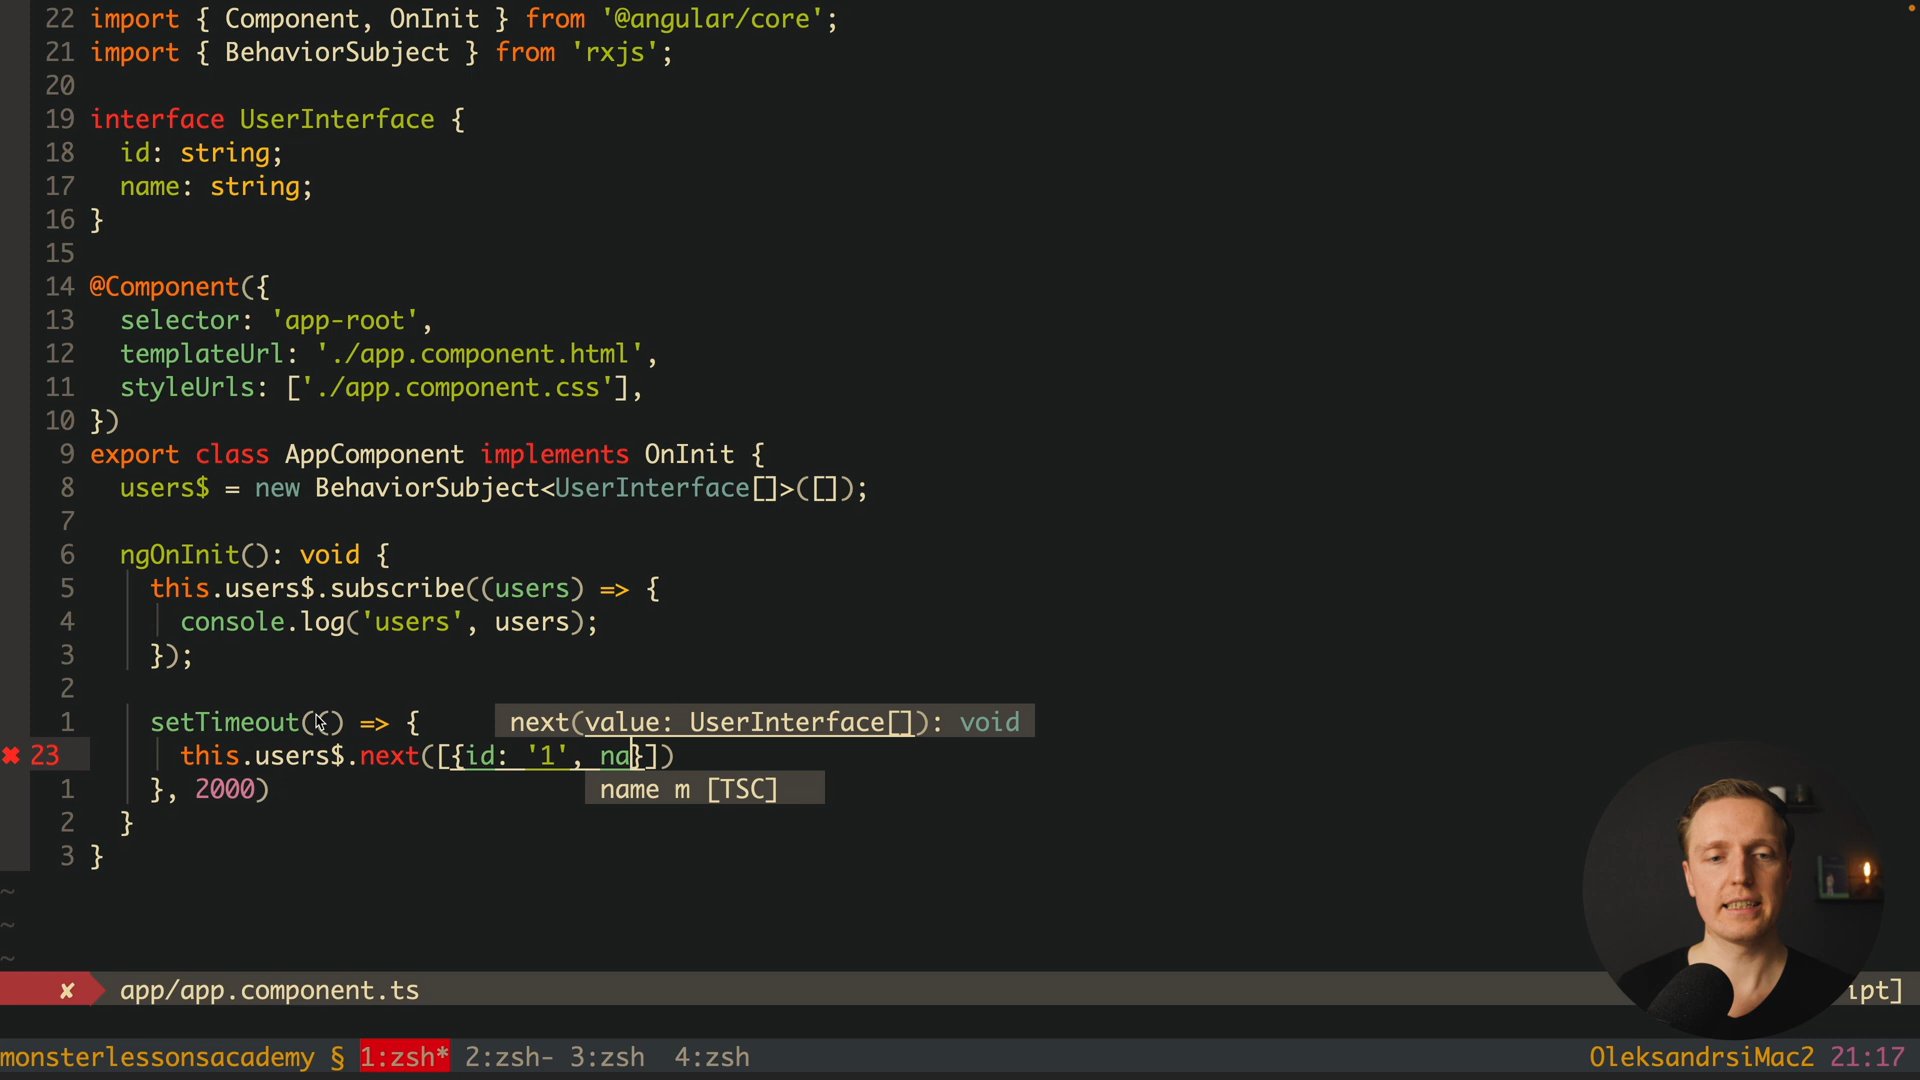 22 import { Component, OnInit } from '@angular/core';
21 import { BehaviorSubject } from 'rxjs';
20
19 interface UserInterface {
18   id: string;
17   name: string;
16 }
15
14 @Component({
13   selector: 'app-root',
12   templateUrl: './app.component.html',
11   styleUrls: ['./app.component.css'],
10 })
9 export class AppComponent implements OnInit {
8   users$ = new BehaviorSubject<UserInterface[]>([]);
7
6   ngOnInit(): void {
5     this.users$.subscribe((users) => {
4       console.log('users', users);
3     });
2
1     setTimeout(() => { next(value: UserInterface[]): void
✖ 23       this.users$.next([{id: '1', na}])
1     }, 2000) name m [TSC]
2   }
3 }
~
~
~
✘ app/app.component.ts ipt]
monsterlessonsacademy § 1:zsh* 2:zsh- 3:zsh 4:zsh OleksandrsiMac2 21:17